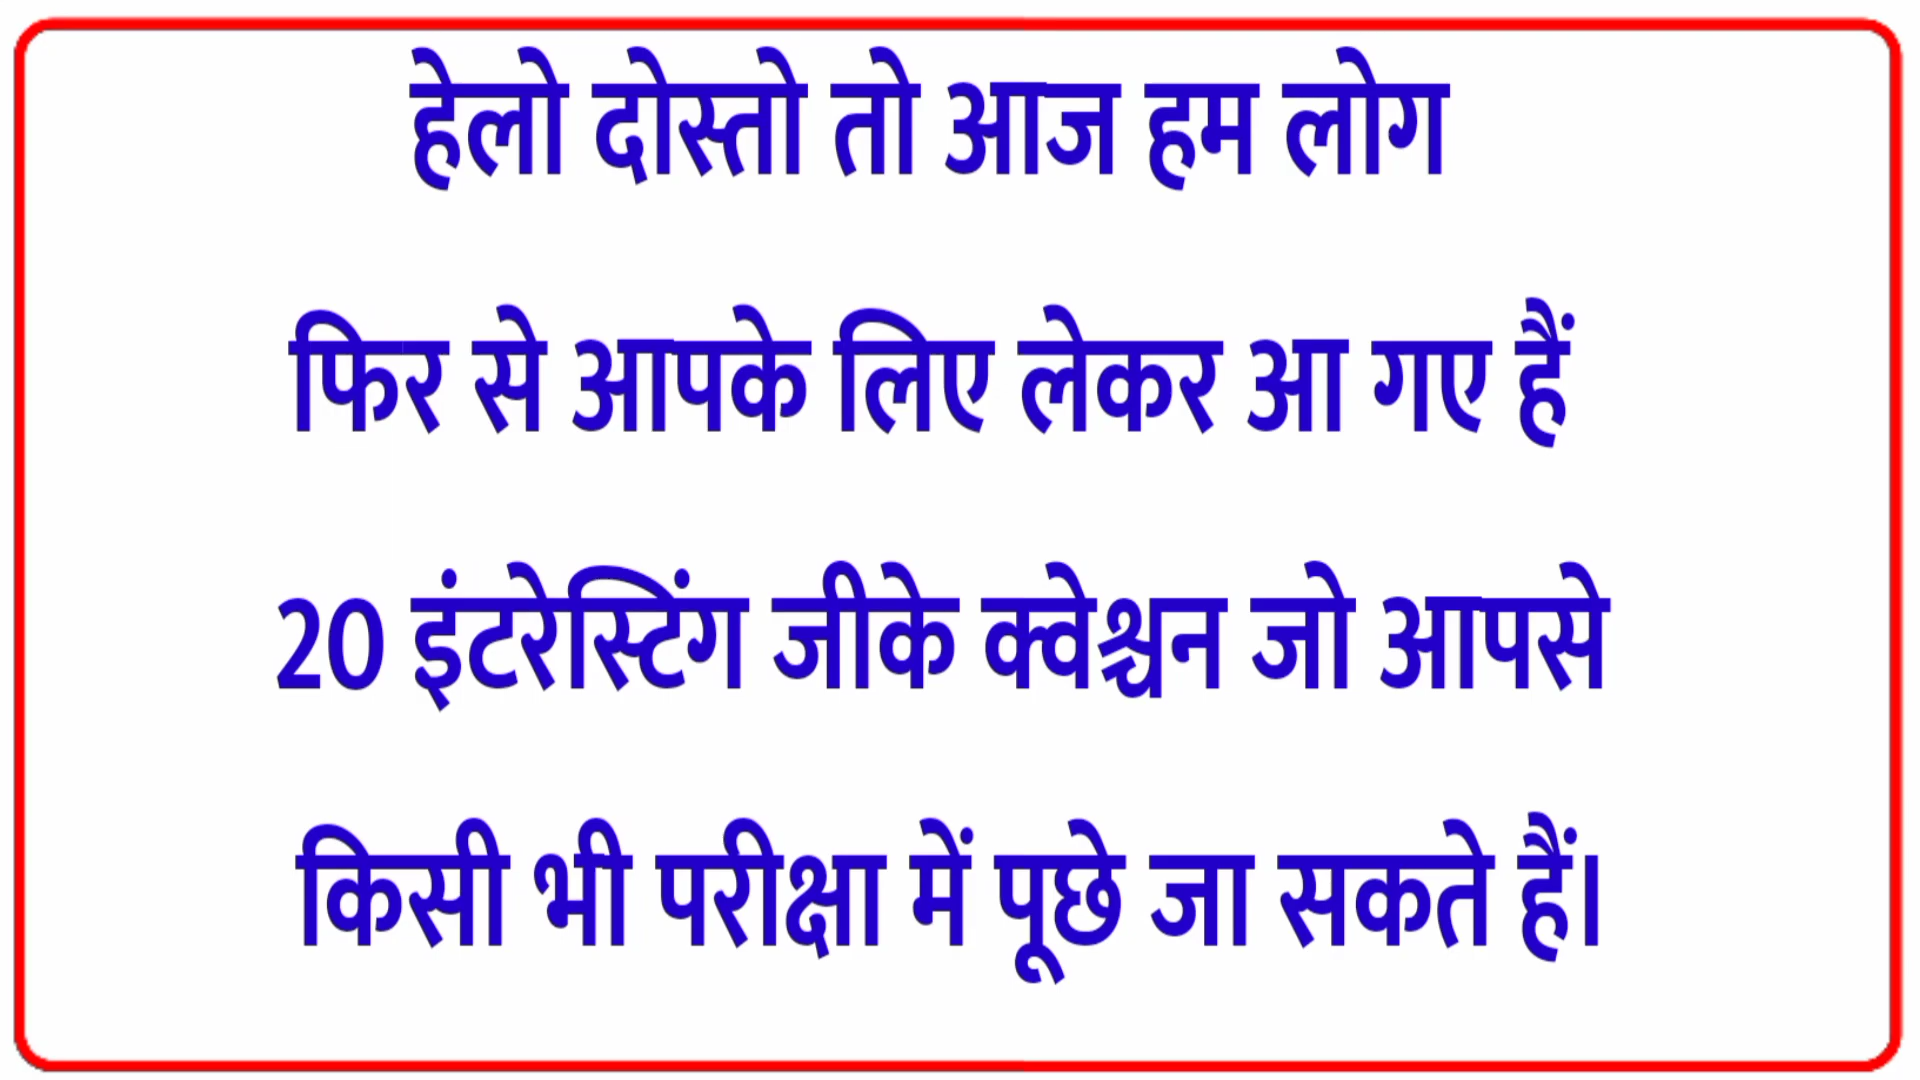 हेलो दोस्तो तो आज हम लोग
फिर से आपके लिए लेकर आ गए हैं
20 इंटरेस्टिंग जीके क्वेश्चन जो आपसे
किसी भी परीक्षा में पूछे जा सकते हैं।